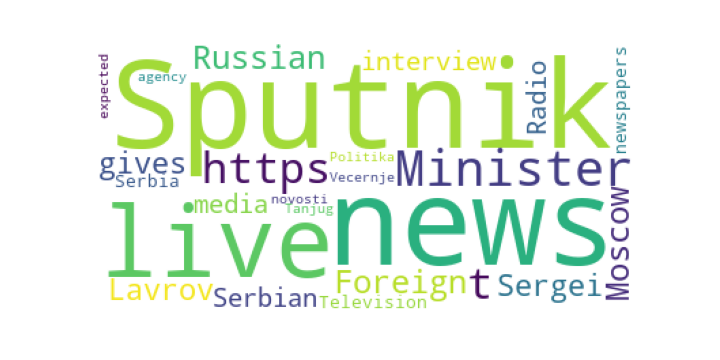 Sputnik
Russian
interview
agency
expected
Radio
newspapers
gives
https
Politika
Minister
Serbia
Vecernje
live
media
novosti
Tanjug
news
Moscow
Lavrov
Serbian
Foreign
t
Sergei
Television